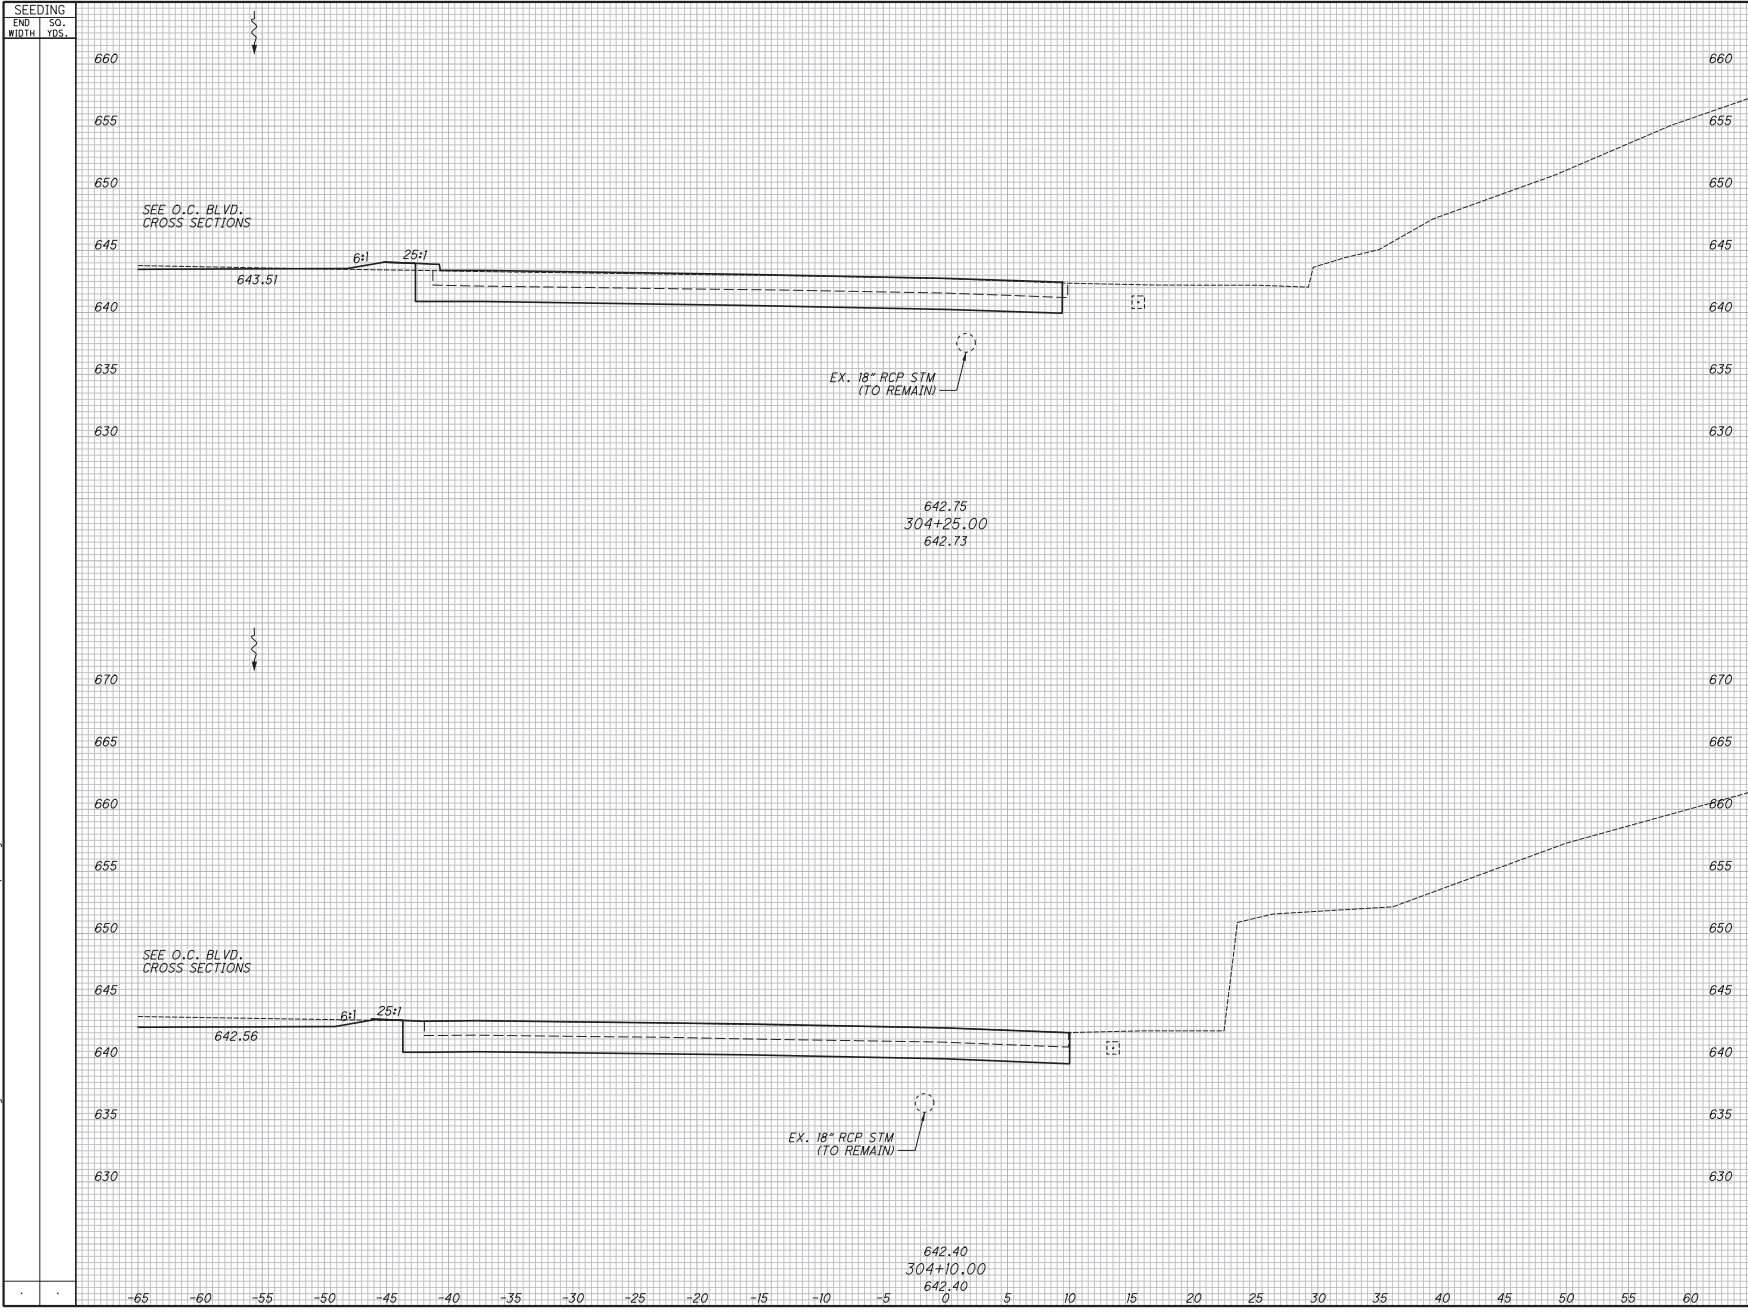 SEEDING
END WIDTH
SQ. YDS.
660 660
655 655
650 650
SEE O.C. BLVD.
CROSS SECTIONS
645 645
6:1 25:1
643.51
640 640
635 635
EX. 18" RCP STM
(TO REMAIN)
630 630
642.75
304+25.00
642.73
670 670
665 665
660 660
655 655
650 650
SEE O.C. BLVD.
CROSS SECTIONS
645 645
6:1 25:1
642.56
640 640
635 635
EX. 18" RCP STM
(TO REMAIN)
630 630
642.40
304+10.00
642.40
-65 -60 -55 -50 -45 -40 -35 -30 -25 -20 -15 -10 -5 0 5 10 15 20 25 30 35 40 45 50 55 60